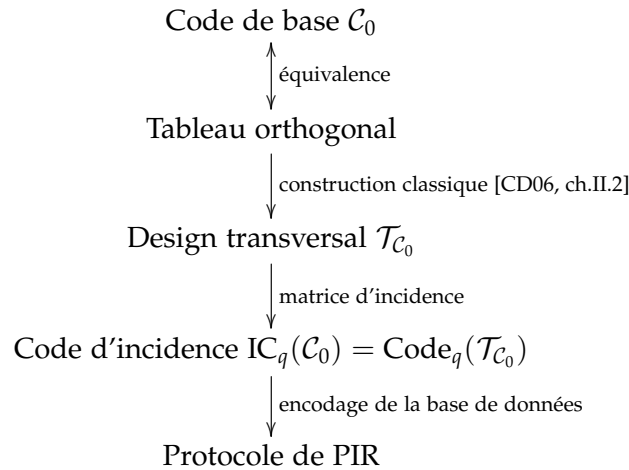 Code de base 𝒞₀
équivalence
Tableau orthogonal
construction classique [CD06, ch.II.2]
Design transversal 𝒯_𝒞₀
matrice d'incidence
Code d'incidence IC_q(𝒞₀) = Code_q(𝒯_𝒞₀)
encodage de la base de données
Protocole de PIR